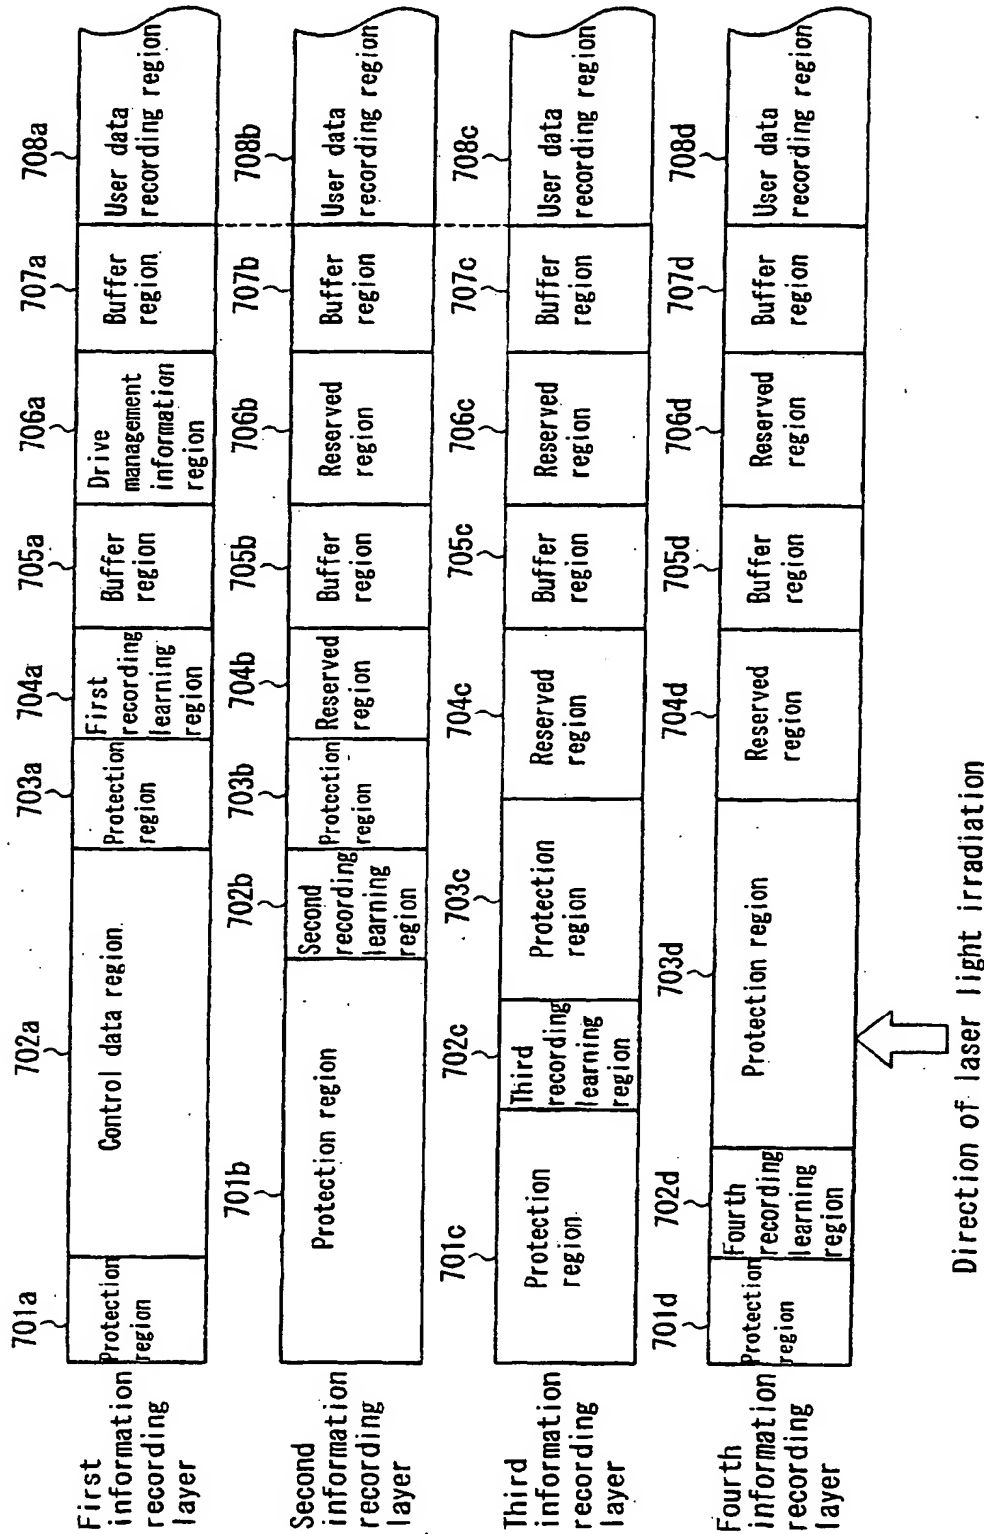 First
information
recording
layer
701a
Protection
region
702a
Control data region
703a
Protection
region
704a
First
recording
learning
region
705a
Buffer
region
706a
Drive
management
information
region
707a
Buffer
region
708a
User data
recording region
Second
information
recording
layer
701b
Protection region
702b
Second
recording
learning
region
703b
Protection
region
704b
Reserved
region
705b
Buffer
region
706b
Reserved
region
707b
Buffer
region
708b
User data
recording region
Third
information
recording
layer
701c
Protection
region
702c
Third
recording
learning
region
703c
Protection
region
704c
Reserved
region
705c
Buffer
region
706c
Reserved
region
707c
Buffer
region
708c
User data
recording region
Fourth
information
recording
layer
701d
Protection
region
702d
Fourth
recording
learning
region
703d
Protection region
704d
Reserved
region
705d
Buffer
region
706d
Reserved
region
707d
Buffer
region
708d
User data
recording region
Direction of laser light irradiation